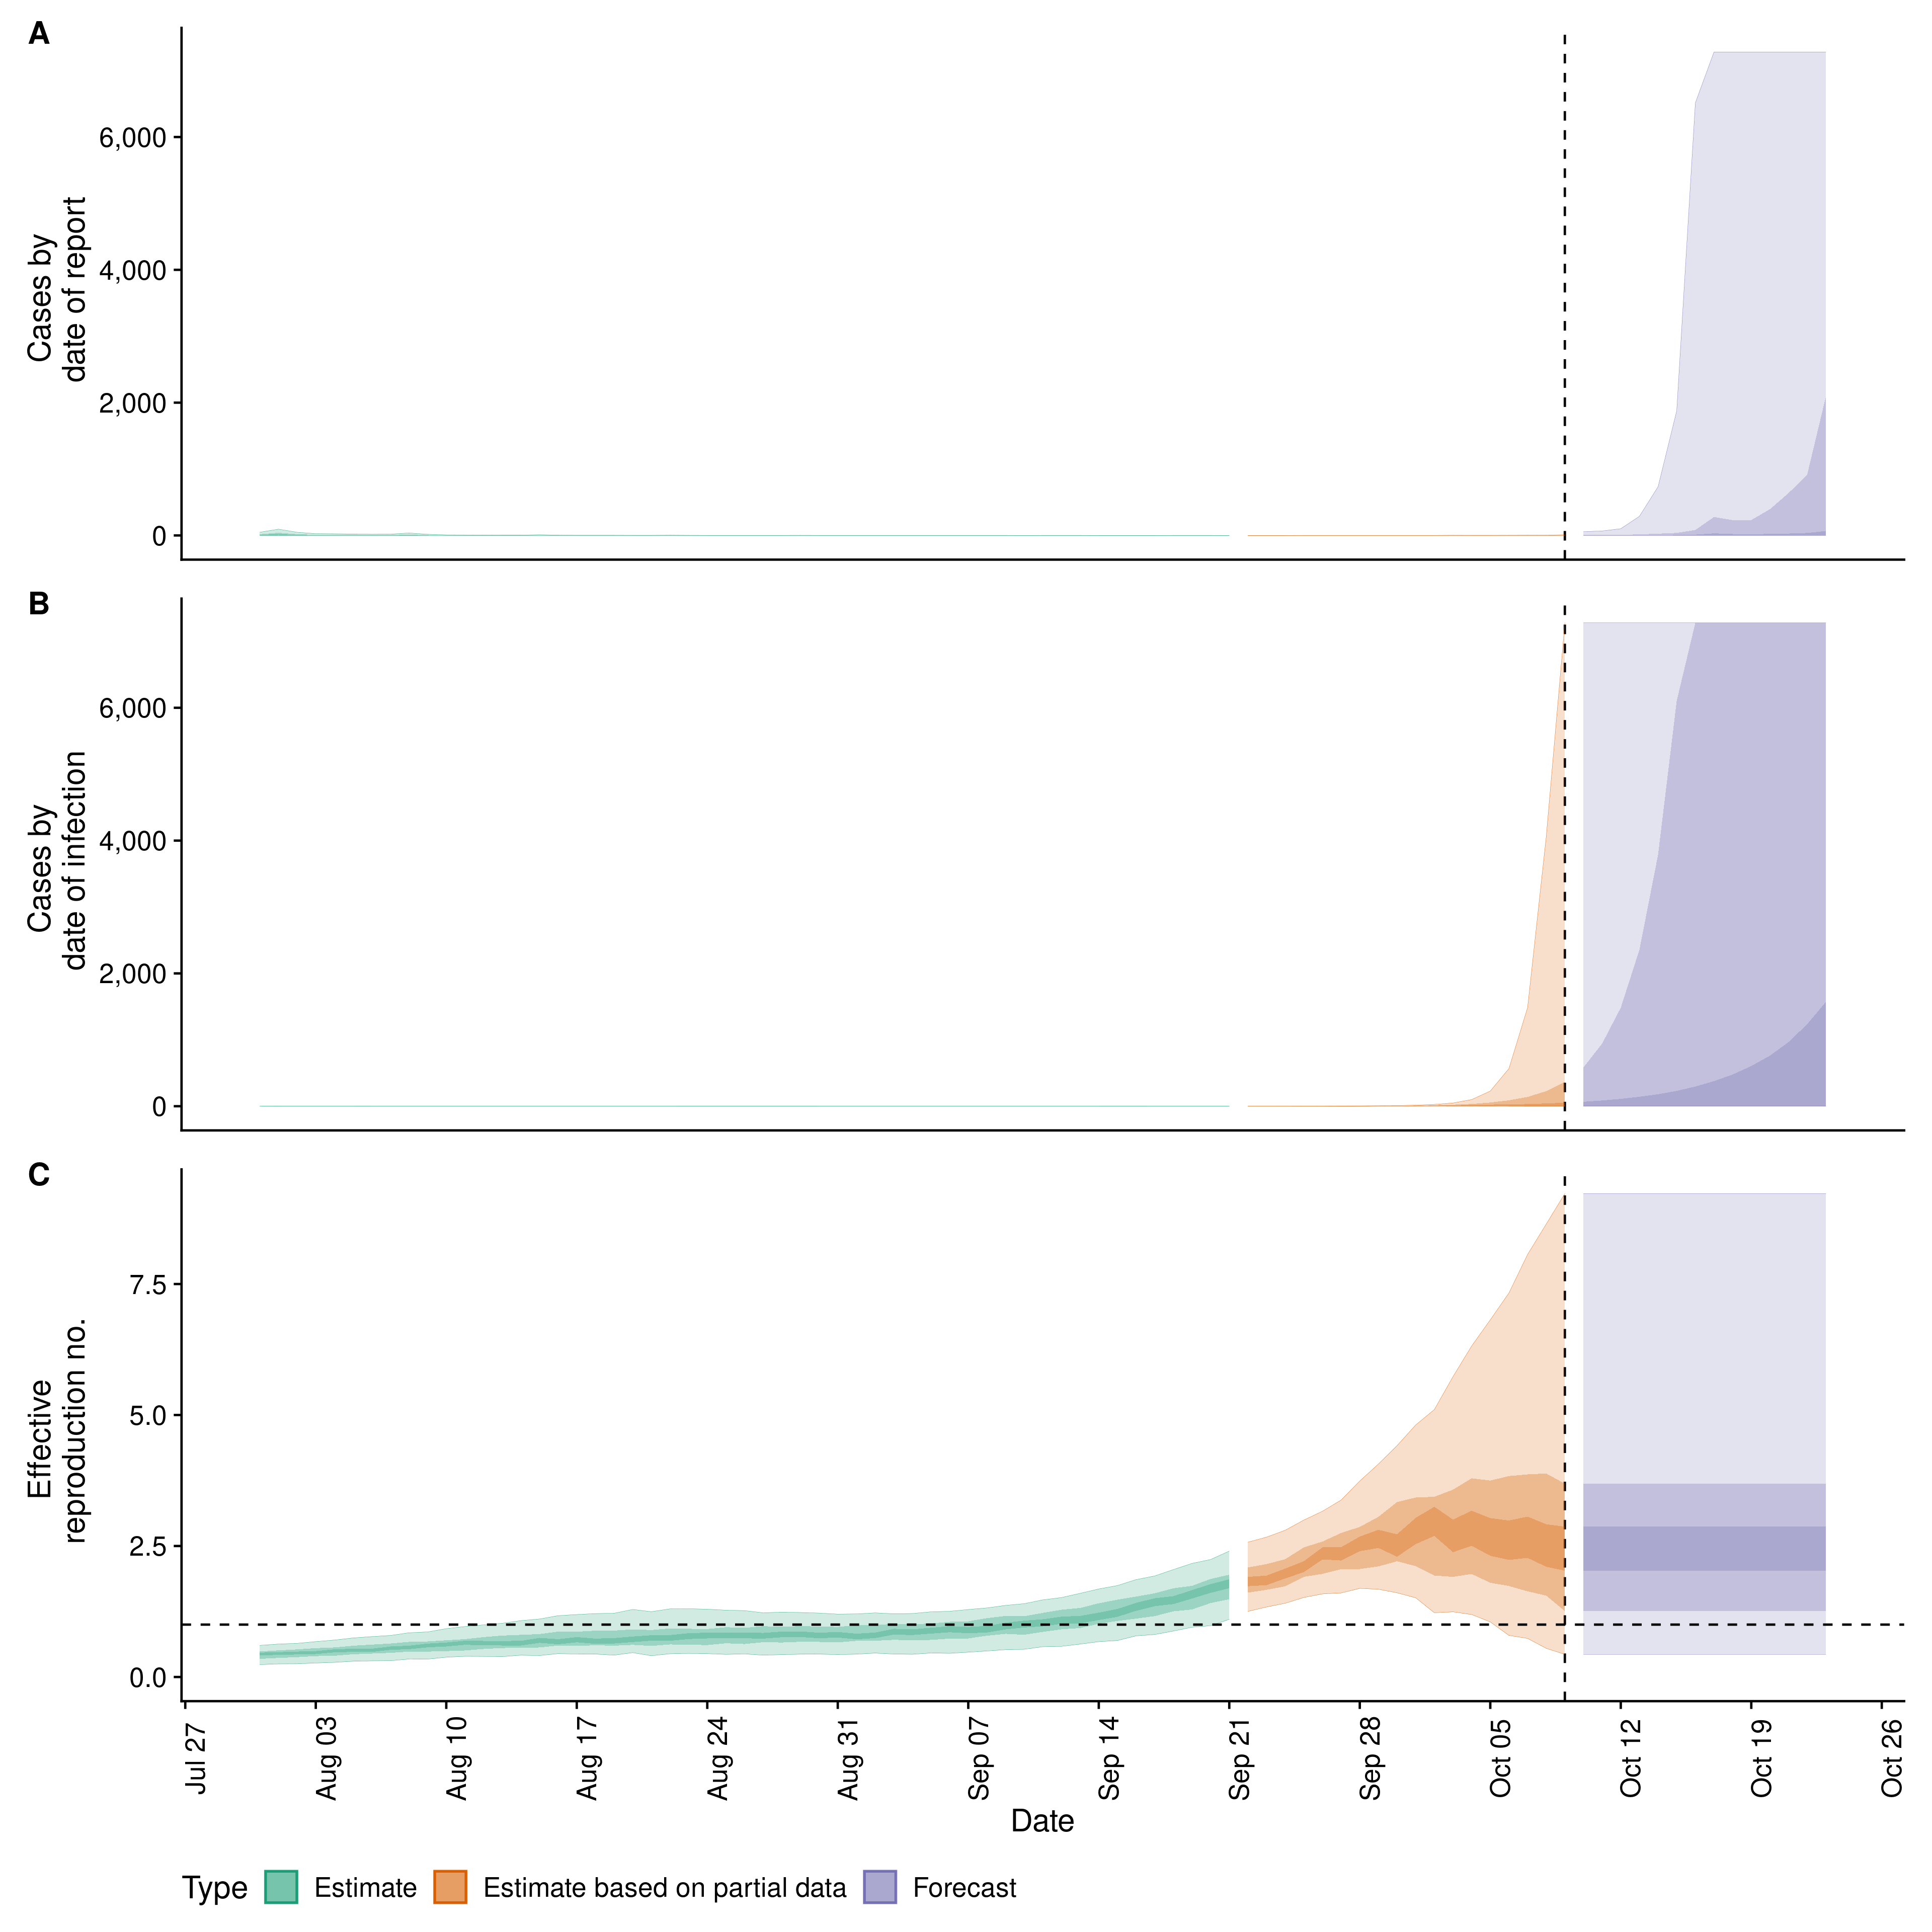 A
Cases by
date of report
6,000
4,000
2,000
0
B
Cases by
date of infection
6,000
4,000
2,000
0
C
Effective
reproduction no.
7.5
5.0
2.5
0.0
Jul 27
Aug 03
Aug 10
Aug 17
Aug 24
Aug 31
Sep 07
Sep 14
Sep 21
Sep 28
Oct 05
Oct 12
Oct 19
Oct 26
Date
Type Estimate Estimate based on partial data Forecast